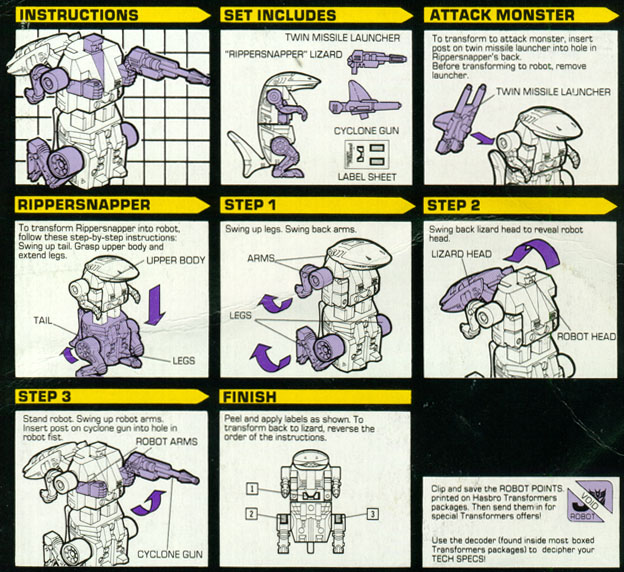 INSTRUCTIONS
SET INCLUDES
TWIN MISSILE LAUNCHER
"RIPPERSNAPPER" LIZARD
CYCLONE GUN
LABEL SHEET
ATTACK MONSTER
To transform to attack monster, insert
post on twin missile launcher into hole in
Rippersnapper's back.
Before transforming to robot, remove
launcher.
TWIN MISSILE LAUNCHER
RIPPERSNAPPER
To transform Rippersnapper into robot,
follow these step-by-step instructions:
Swing up tail. Grasp upper body and
extend legs.
UPPER BODY
TAIL
LEGS
STEP 1
Swing up legs. Swing back arms.
ARMS
LEGS
STEP 2
Swing back lizard head to reveal robot
head.
LIZARD HEAD
ROBOT HEAD
STEP 3
Stand robot. Swing up robot arms.
Insert post on cyclone gun into hole in
robot fist.
ROBOT ARMS
CYCLONE GUN
FINISH
Peel and apply labels as shown. To
transform back to lizard, reverse the
order of the instructions.
1
2
3
Clip and save the ROBOT POINTS
printed on Hasbro Transformers
packages. Then send them in for
special Transformers offers!
VOID
ROBOT
Use the decoder (found inside most boxed
Transformers packages) to decipher your
TECH SPECS!